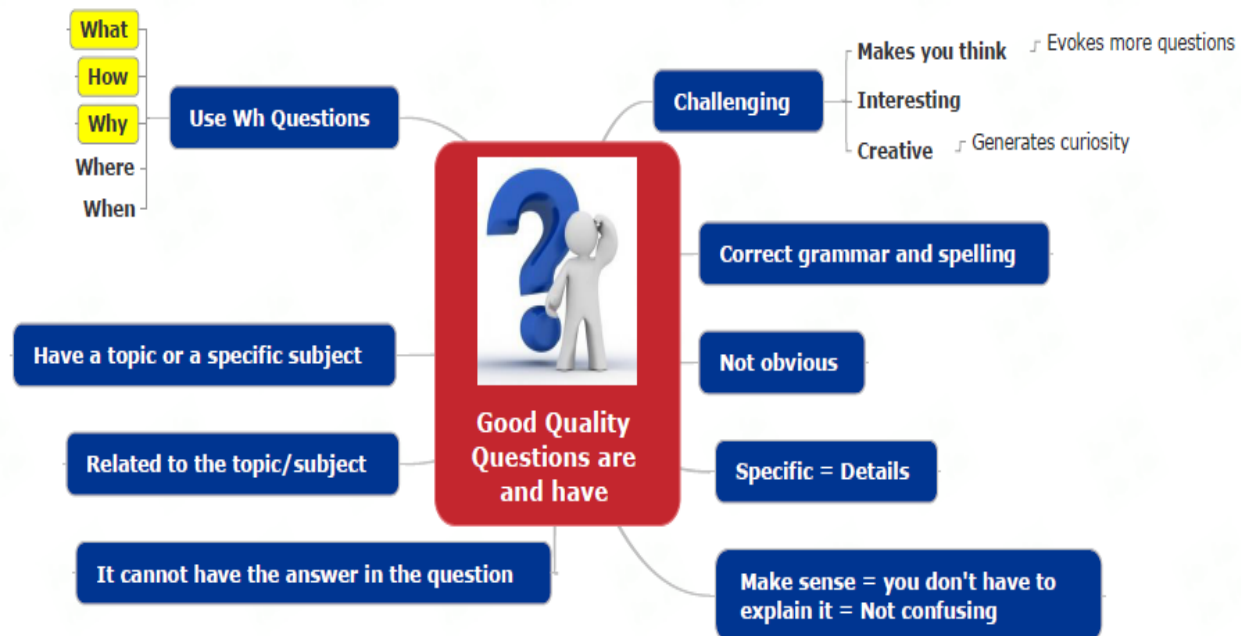 What
How
Why
Where
When
Use Wh Questions
Challenging
Makes you think
Evokes more questions
Interesting
Creative
Generates curiosity
Correct grammar and spelling
Have a topic or a specific subject
Not obvious
Good Quality
Questions are
and have
Related to the topic/subject
Specific = Details
It cannot have the answer in the question
Make sense = you don't have to
explain it = Not confusing